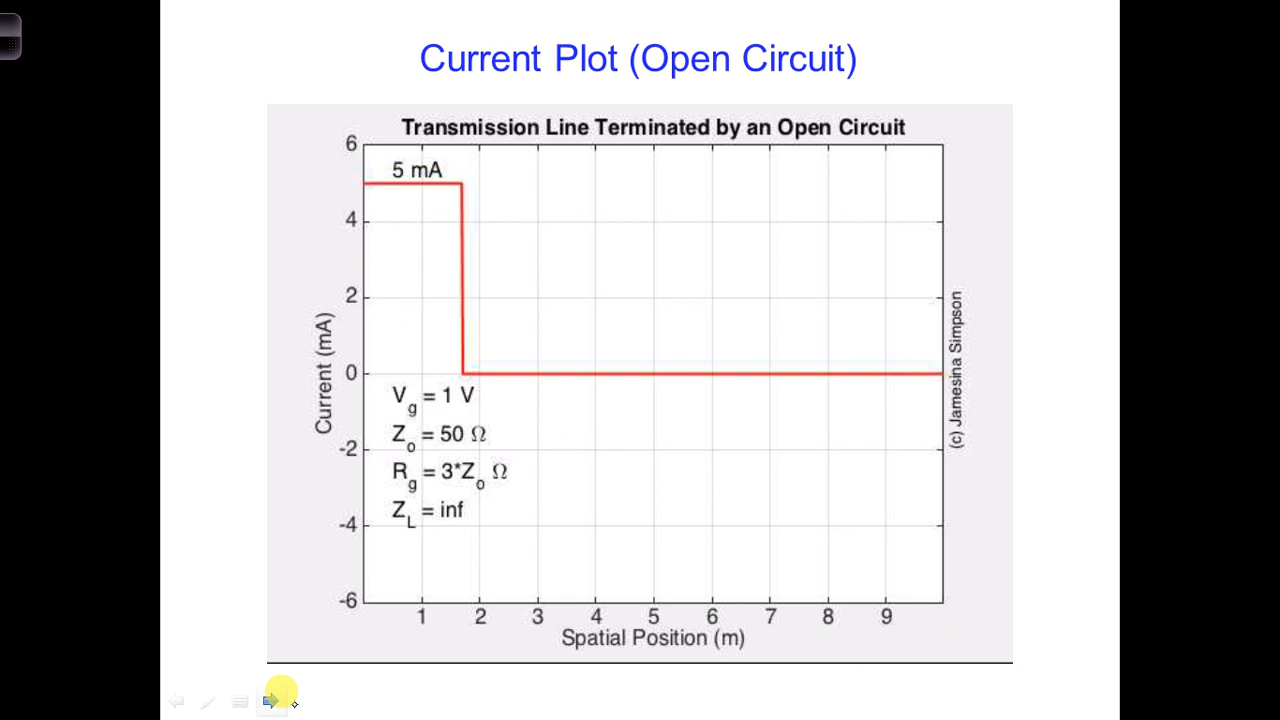 Current Plot (Open Circuit)
Transmission Line Terminated by an Open Circuit
6
5 mA
4
2
0
-2
-4
-6
Current (mA)
V_g = 1 V
Z_o = 50 Ω
R_g = 3*Z_o Ω
Z_L = inf
1 2 3 4 5 6 7 8 9
Spatial Position (m)
(c) Jamesina Simpson